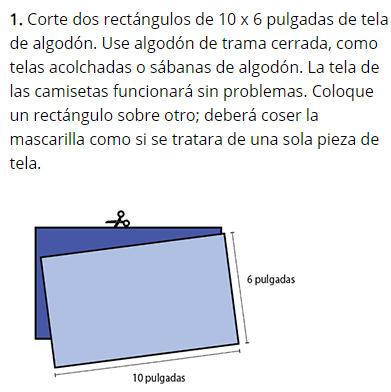 1. Corte dos rectángulos de 10 x 6 pulgadas de tela
de algodón. Use algodón de trama cerrada, como
telas acolchadas o sábanas de algodón. La tela de
las camisetas funcionará sin problemas. Coloque
un rectángulo sobre otro; deberá coser la
mascarilla como si se tratara de una sola pieza de
tela.
6 pulgadas
10 pulgadas